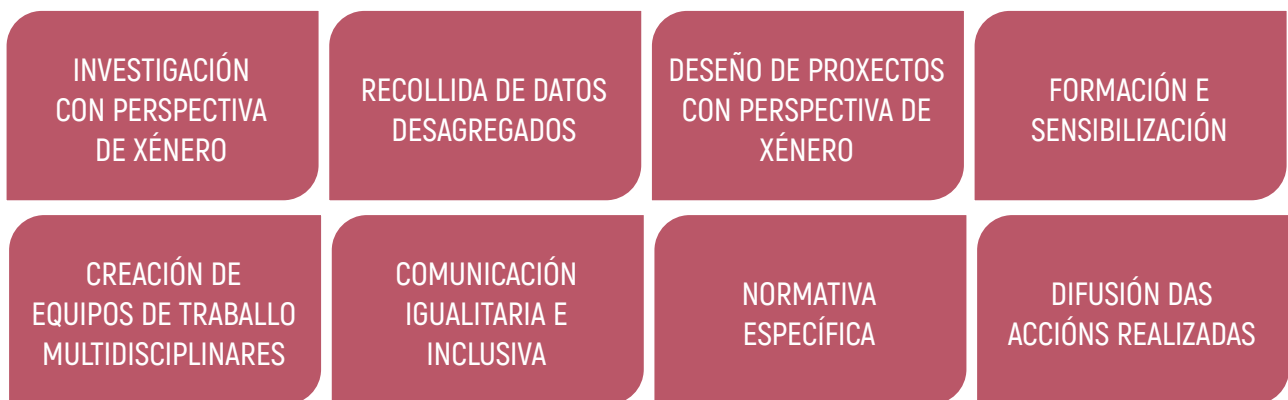 INVESTIGACIÓN
CON PERSPECTIVA
DE XÉNERO
RECOLLIDA DE DATOS
DESAGREGADOS
DESEÑO DE PROXECTOS
CON PERSPECTIVA DE
XÉNERO
FORMACIÓN E
SENSIBILIZACIÓN
CREACIÓN DE
EQUIPOS DE TRABALLO
MULTIDISCIPLINARES
COMUNICACIÓN
IGUALITARIA E
INCLUSIVA
NORMATIVA
ESPECÍFICA
DIFUSIÓN DAS
ACCIÓNS REALIZADAS